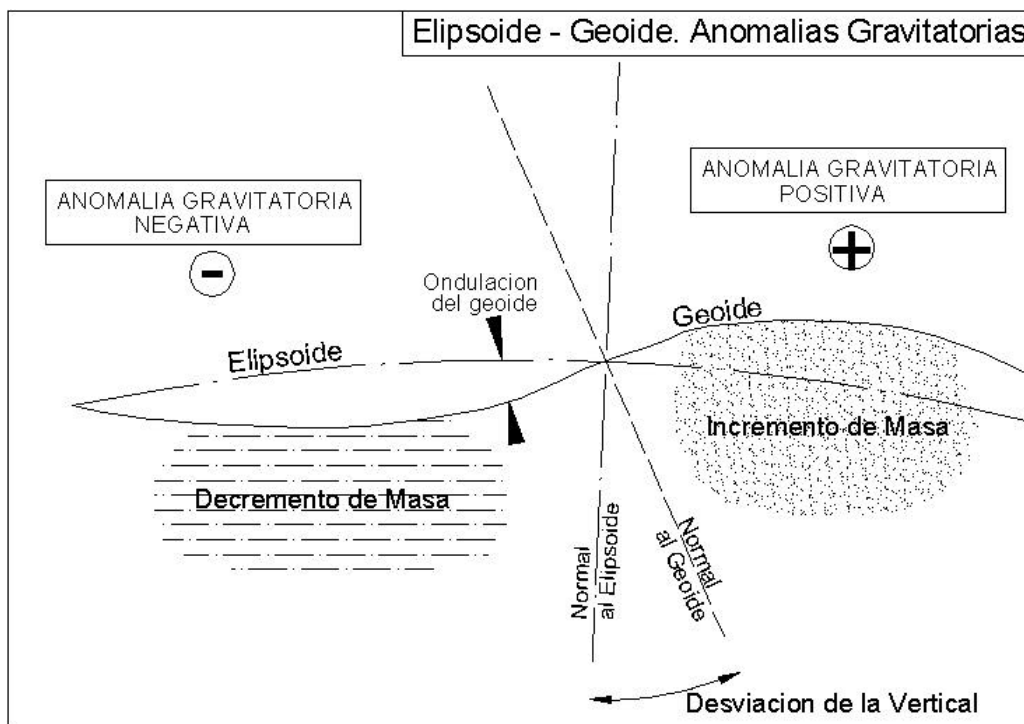 Elipsoide - Geoide. Anomalias Gravitatorias
ANOMALIA GRAVITATORIA
NEGATIVA
ANOMALIA GRAVITATORIA
POSITIVA
-
+
Ondulacion
del geoide
Elipsoide
Geoide
Decremento de Masa
Incremento de Masa
Normal
al Elipsoide
Normal
al Geoide
Desviacion de la Vertical